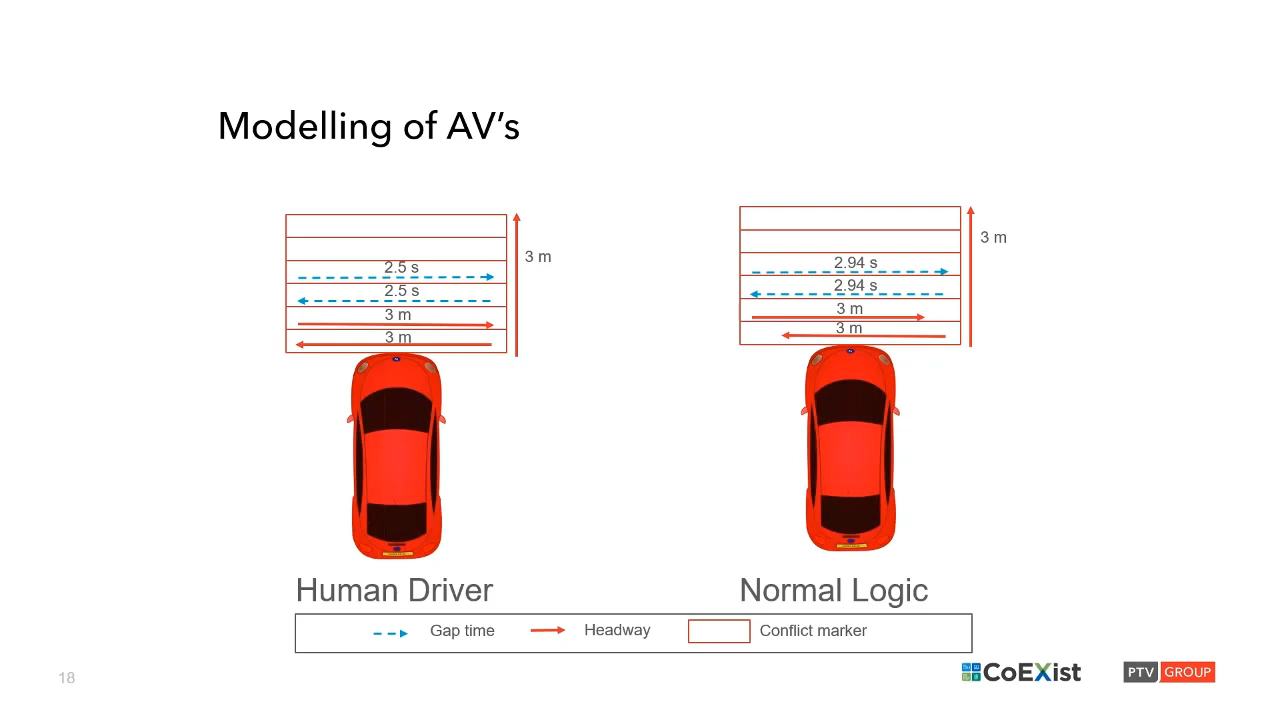 Modelling of AV's
3 m
2.5 s
2.5 s
3 m
3 m
3 m
2.94 s
2.94 s
3 m
3 m
Human Driver
Normal Logic
Gap time
Headway
Conflict marker
18
CoEXist
PTV GROUP